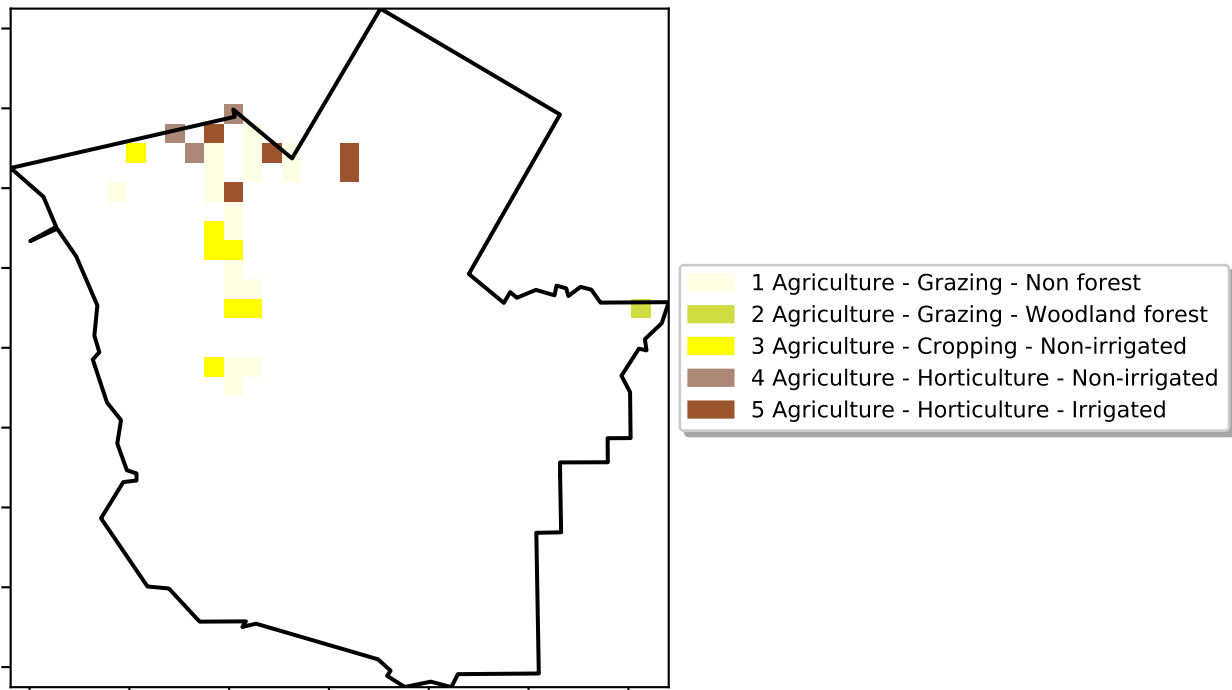 1 Agriculture - Grazing - Non forest
2 Agriculture - Grazing - Woodland forest
3 Agriculture - Cropping - Non-irrigated
4 Agriculture - Horticulture - Non-irrigated
5 Agriculture - Horticulture - Irrigated